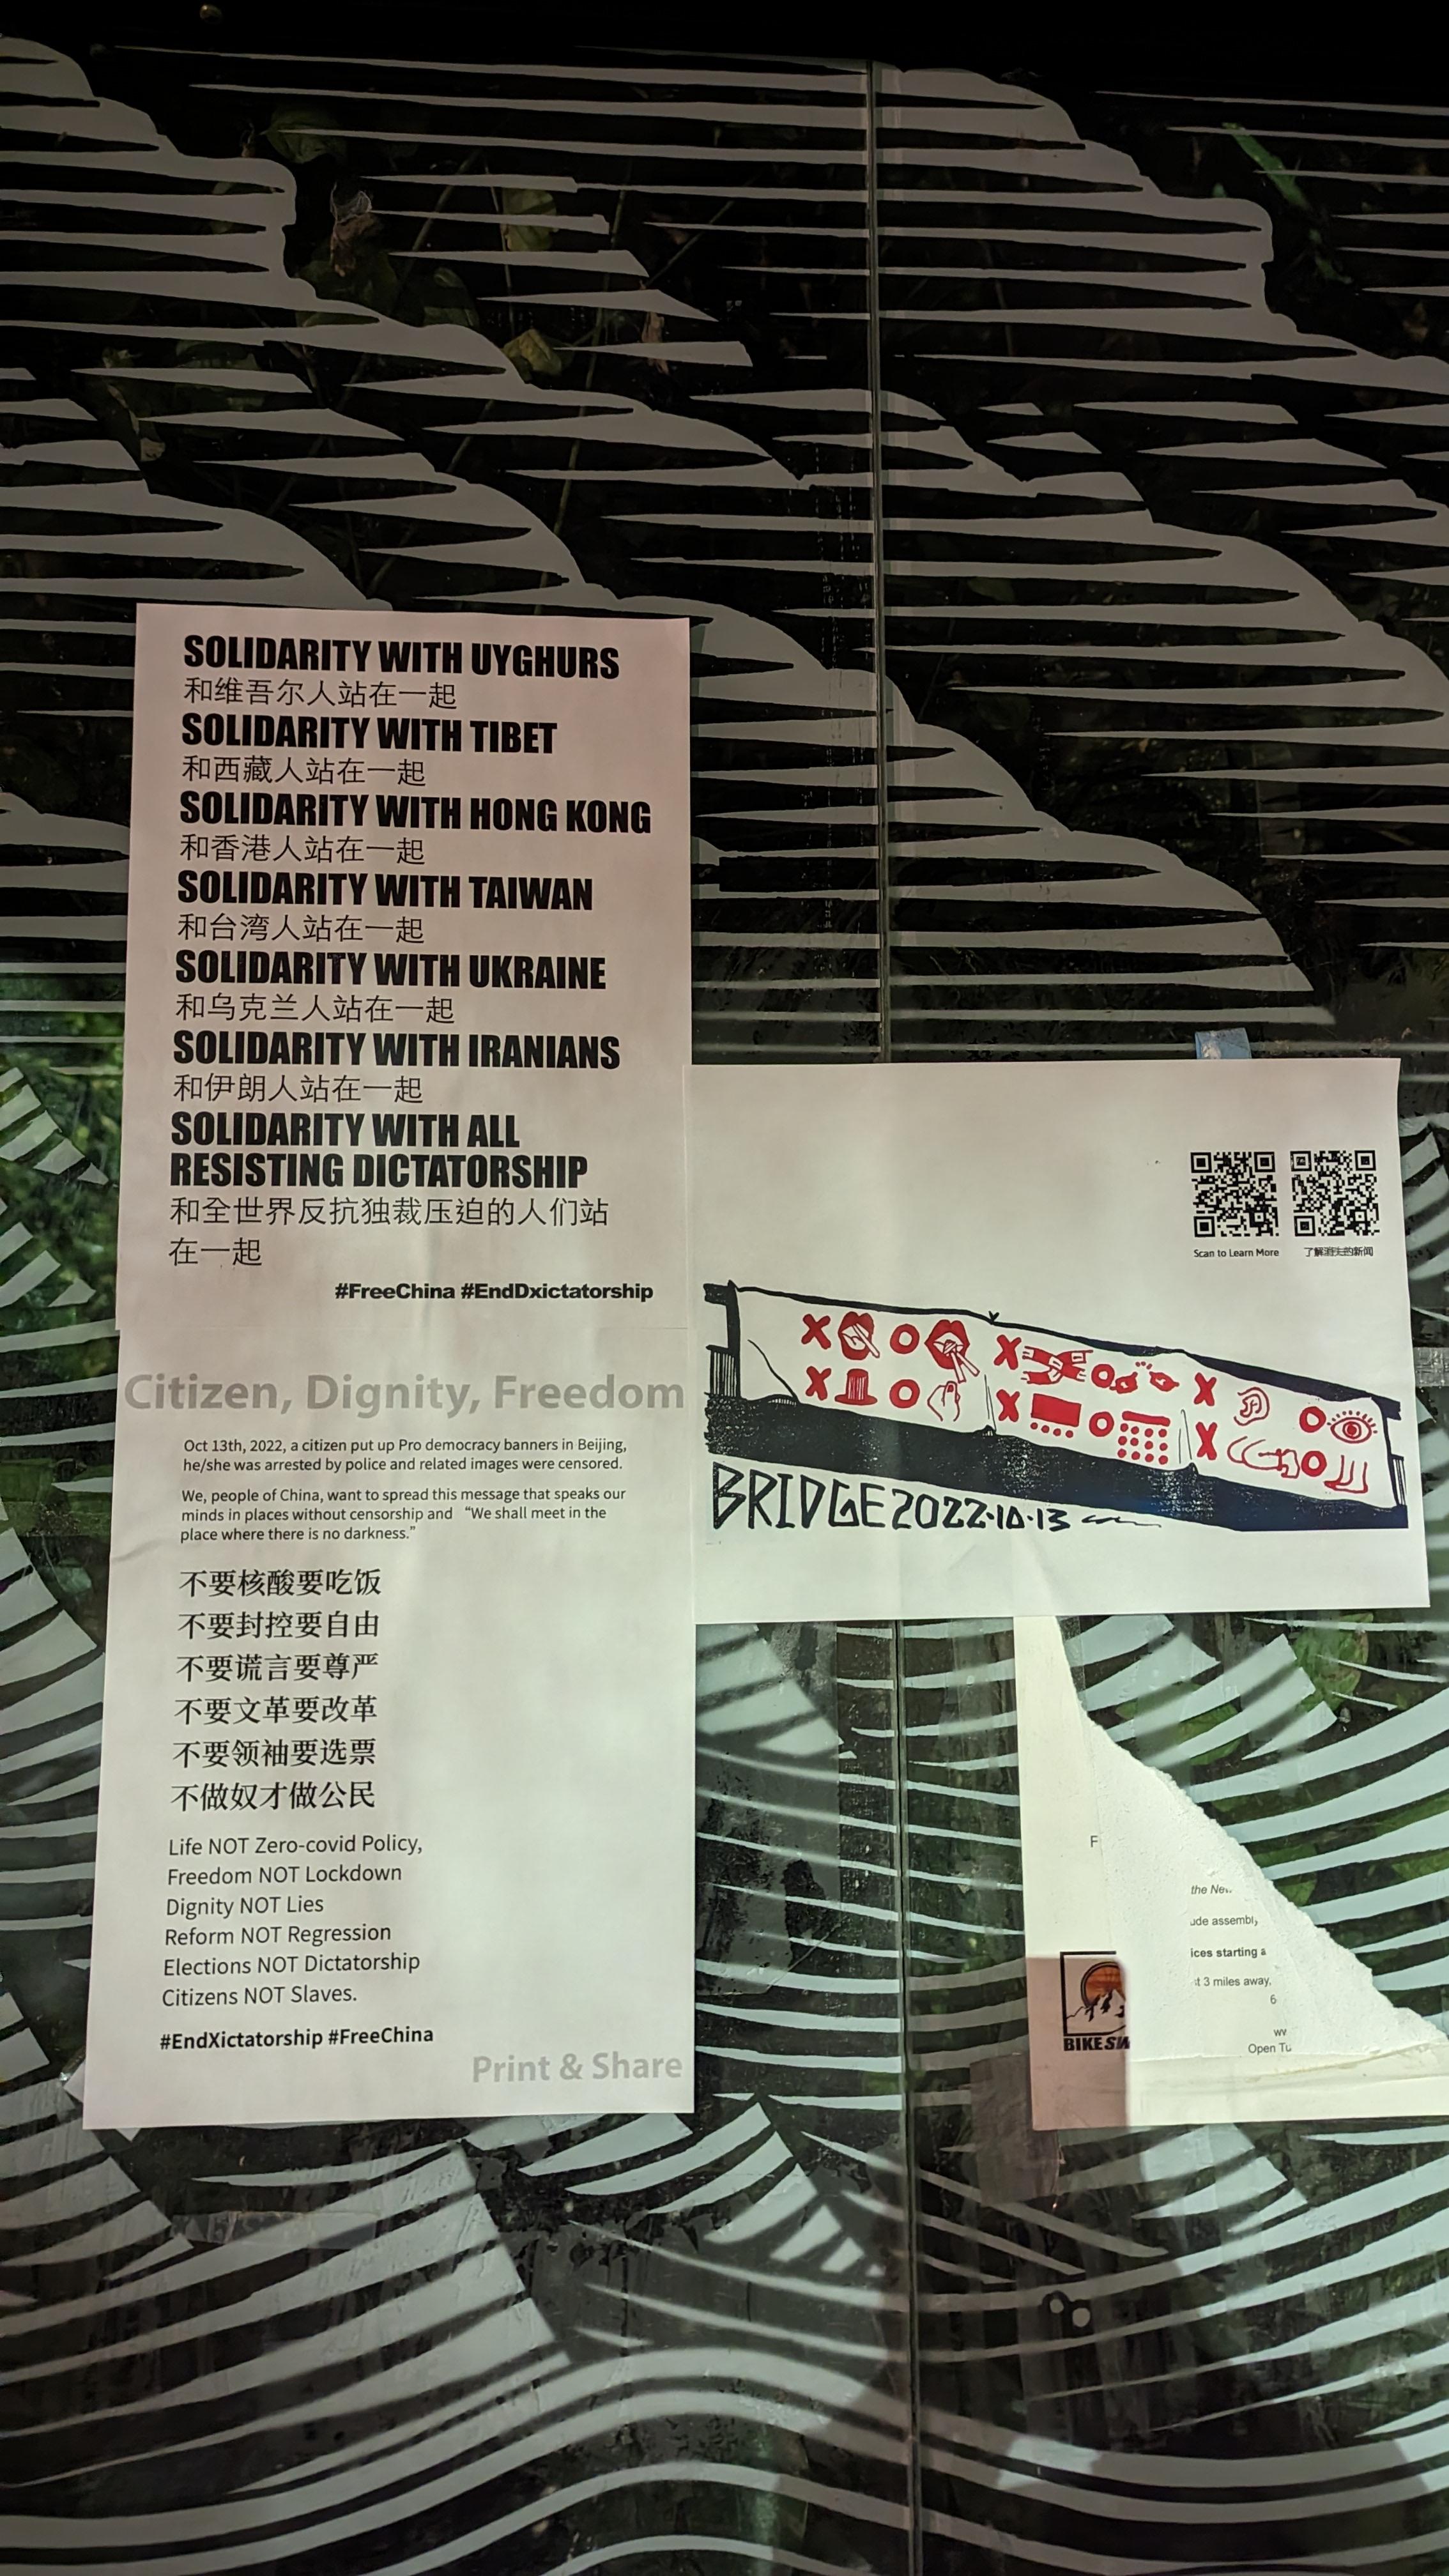 SOLIDARITY WITH UYGHURS
和维吾尔人站在一起
SOLIDARITY WITH TIBET
和西藏人站在一起
SOLIDARITY WITH HONG KONG
和香港人站在一起
SOLIDARITY WITH TAIWAN
和台湾人站在一起
SOLIDARITY WITH UKRAINE
和乌克兰人站在一起
SOLIDARITY WITH IRANIANS
和伊朗人站在一起
SOLIDARITY WITH ALL
RESISTING DICTATORSHIP
和全世界反抗独裁压迫的人们站
在一起
#FreeChina #EndDxictatorship
Citizen, Dignity, Freedom
Oct 13th, 2022, a citizen put up Pro democracy banners in Beijing,
he/she was arrested by police and related images were censored.
We, people of China, want to spread this message that speaks our
minds in places without censorship and “We shall meet in the
place where there is no darkness.”
不要核酸要吃饭
不要封控要自由
不要谎言要尊严
不要文革要改革
不要领袖要选票
不做奴才做公民
Life NOT Zero-covid Policy,
Freedom NOT Lockdown
Dignity NOT Lies
Reform NOT Regression
Elections NOT Dictatorship
Citizens NOT Slaves.
#EndXictatorship #FreeChina
Print & Share
Scan to Learn More
了解消失的新闻
X O X O X O
X O X O X O
BRIDGE 2022·10·13
F
the
assembly
starting a
3 miles away,
6
Open
BIKE